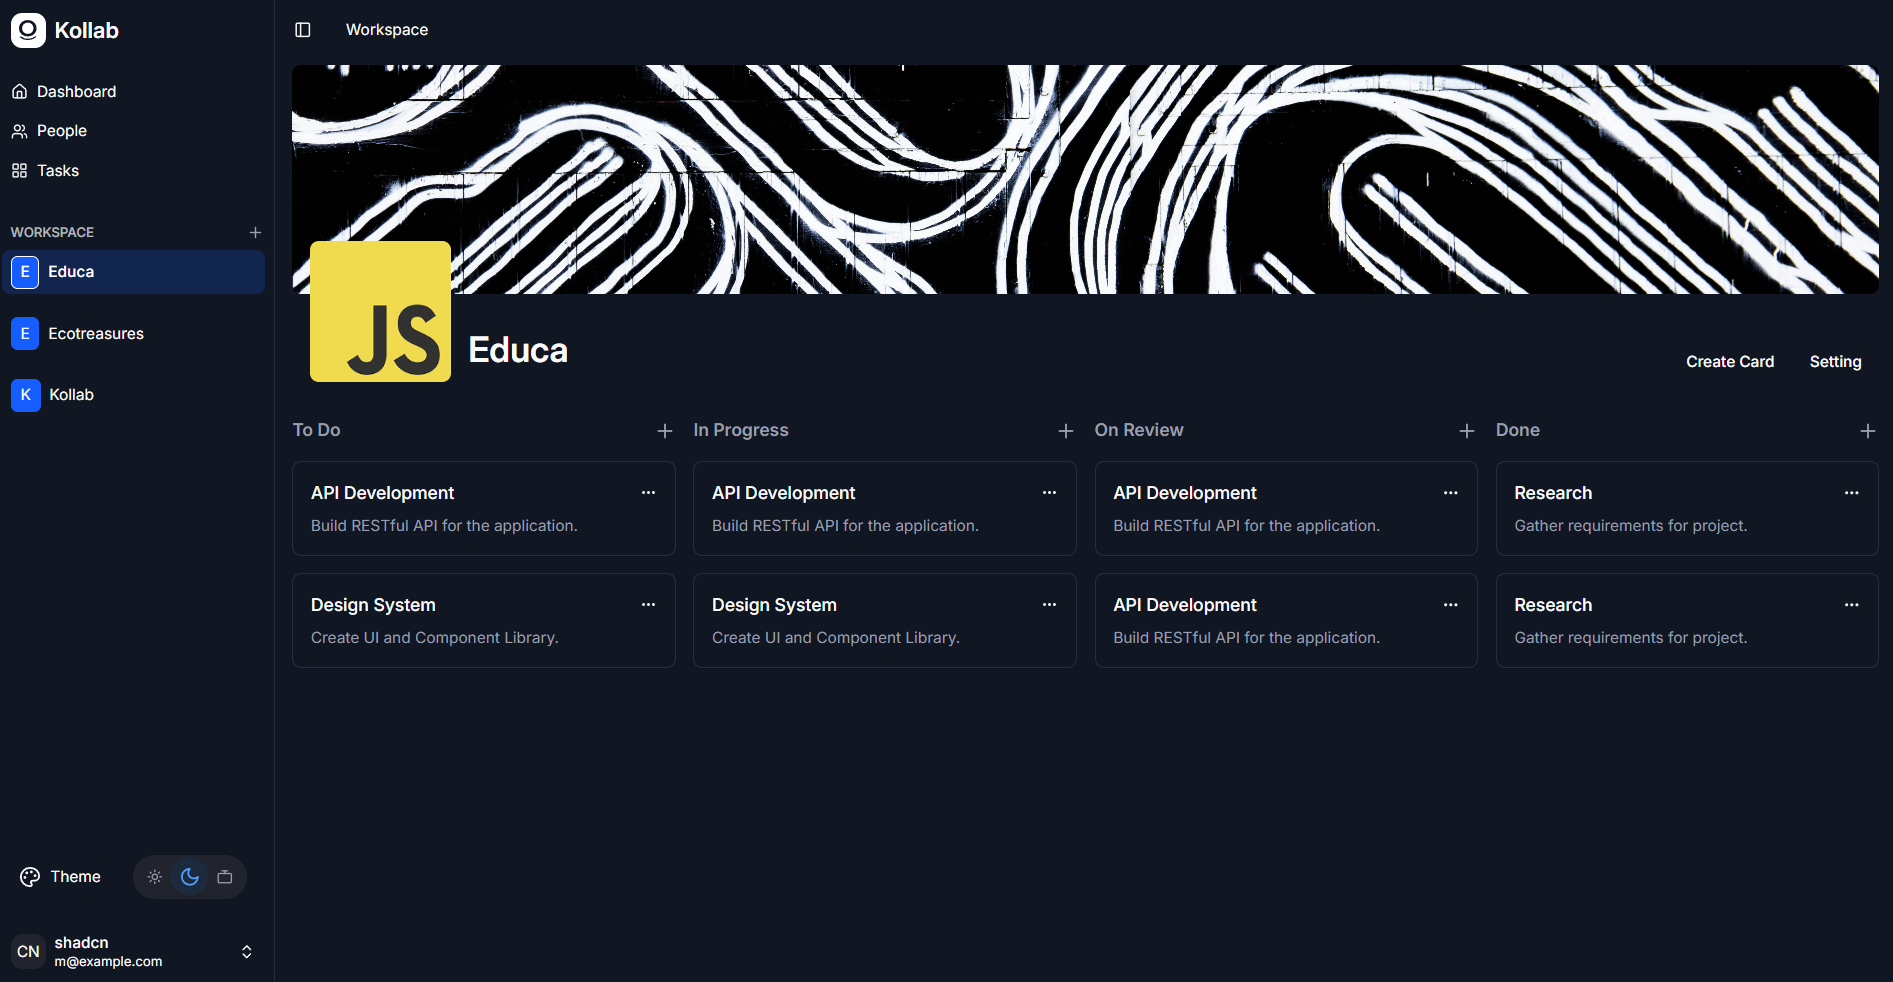 Kollab
Dashboard
People
Tasks
WORKSPACE
E Educa
E Ecotreasures
K Kollab
Theme
CN shadcn
m@example.com
Workspace
JS
Educa
Create Card Setting
To Do
API Development
Build RESTful API for the application.
Design System
Create UI and Component Library.
In Progress
API Development
Build RESTful API for the application.
Design System
Create UI and Component Library.
On Review
API Development
Build RESTful API for the application.
API Development
Build RESTful API for the application.
Done
Research
Gather requirements for project.
Research
Gather requirements for project.